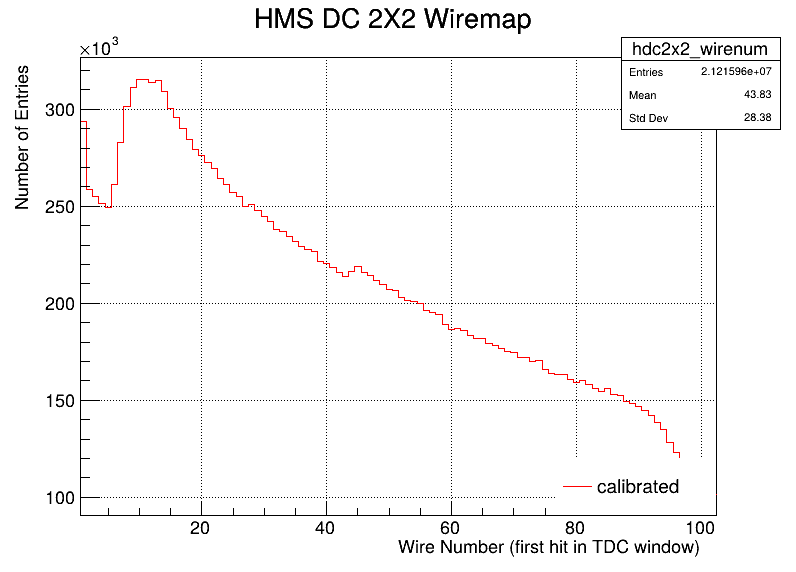 HMS DC 2X2 Wiremap
×10³
hdc2x2_wirenum
Entries 2.121596e+07
Mean 43.83
Std Dev 28.38
Number of Entries
300
250
200
150
100
calibrated
20 40 60 80 100
Wire Number (first hit in TDC window)